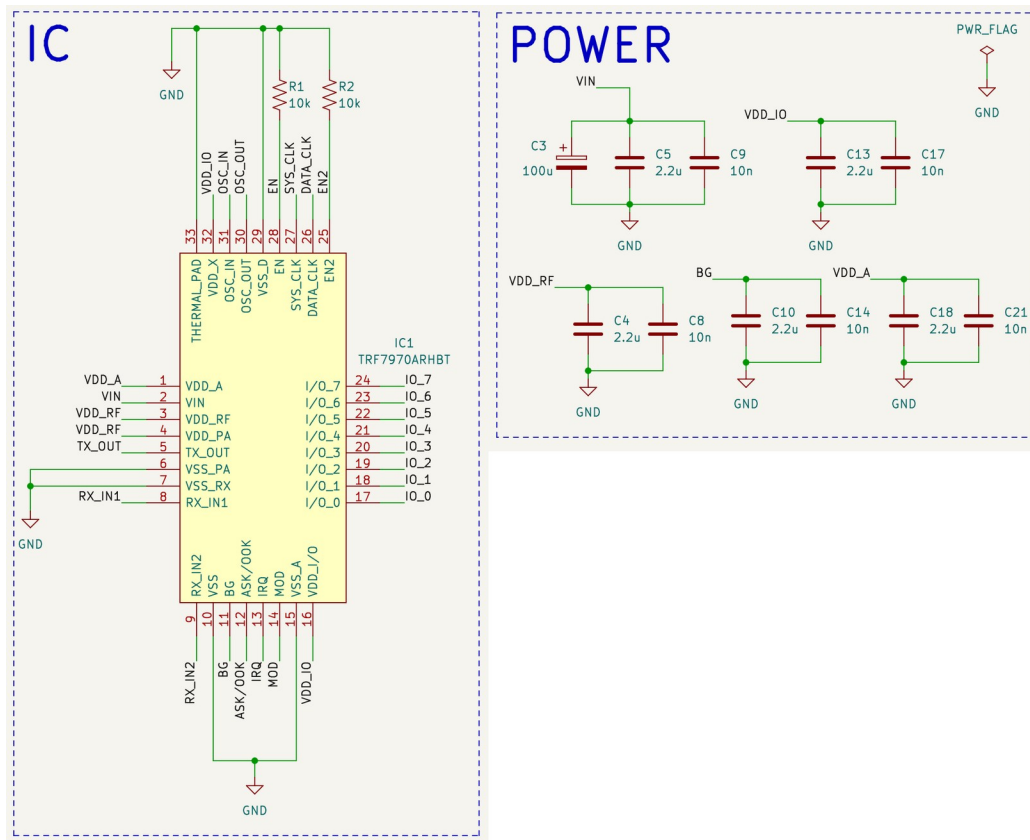 IC
GND
R1
10k
R2
10k
VDD_IO
OSC_IN
OSC_OUT
EN
SYS_CLK
DATA_CLK
EN2
33
32
31
30
29
28
27
26
25
THERMAL_PAD
VDD_X
OSC_IN
OSC_OUT
VSS_D
EN
SYS_CLK
DATA_CLK
EN2
IC1
TRF7970ARHBT
VDD_A 1 VDD_A
VIN 2 VIN
VDD_RF 3 VDD_RF
VDD_RF 4 VDD_PA
TX_OUT 5 TX_OUT
6 VSS_PA
7 VSS_RX
RX_IN1 8 RX_IN1
GND
I/O_7 24 IO_7
I/O_6 23 IO_6
I/O_5 22 IO_5
I/O_4 21 IO_4
I/O_3 20 IO_3
I/O_2 19 IO_2
I/O_1 18 IO_1
I/O_0 17 IO_0
RX_IN2
VSS
BG
ASK/OOK
IRQ
MOD
VSS_A
VDD_I/O
9
10
11
12
13
14
15
16
RX_IN2
BG
ASK/OOK
IRQ
MOD
VDD_IO
GND
POWER
PWR_FLAG
GND
VIN
C3
100u
+
C5
2.2u
C9
10n
GND
VDD_IO
C13
2.2u
C17
10n
GND
VDD_RF
C4
2.2u
C8
10n
GND
BG
C10
2.2u
C14
10n
GND
VDD_A
C18
2.2u
C21
10n
GND